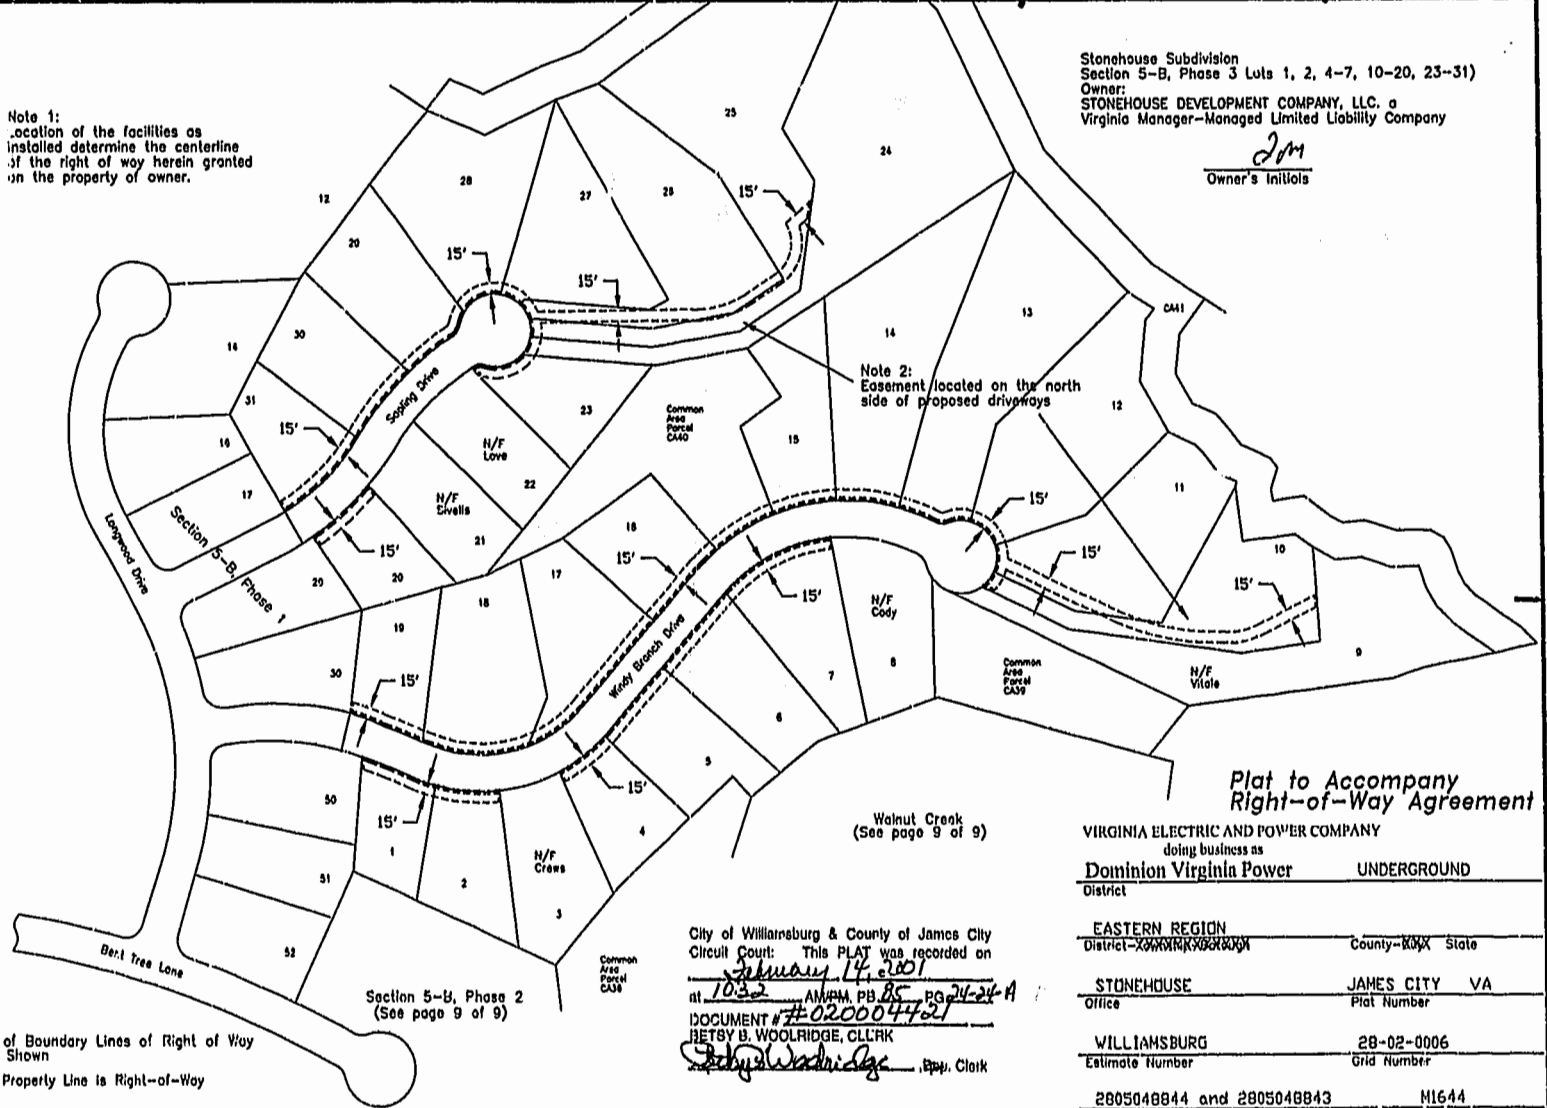 Stonehouse Subdivision
Section 5-B, Phase 3 Lots 1, 2, 4-7, 10-20, 23-31)
Owner:
STONEHOUSE DEVELOPMENT COMPANY, LLC. a
Virginia Manager-Managed Limited Liability Company
Owner's Initials
Note 1:
Location of the facilities as
installed determine the centerline
of the right of way herein granted
on the property of owner.
25
24
12
28
27
28
15'
20
15'
15'
13
CA41
14
30
14
Note 2:
Easement located on the north
side of proposed driveways
31
Sapling Drive
23
Common
Area
Parcel
CA40
12
16
15'
N/F
Love
15
17
22
11
N/F
Sivells
15'
Section 5-B, Phase 1
21
16
15'
15'
15'
10
Longwood Drive
29
20
17
15'
15'
18
N/F
Cody
19
Windy Branch Drive
30
15'
7
8
Common
Area
Parcel
CA39
N/F
Vitale
9
6
5
15'
50
15'
4
Walnut Creek
(See page 9 of 9)
1
N/F
Crews
51
2
3
52
Bent Tree Lane
Common
Area
Parcel
CA38
Section 5-B, Phase 2
(See page 9 of 9)
of Boundary Lines of Right of Way
Shown
Property Line is Right-of-Way
City of Williamsburg & County of James City
Circuit Court: This PLAT was recorded on
February 14, 2001
at 10:32 AM/PM. PB 85 PG 24-24-A
DOCUMENT # #020004421
BETSY B. WOOLRIDGE, CLERK
Betsy B Woolridge, Dpy. Clerk
Plat to Accompany
Right-of-Way Agreement
VIRGINIA ELECTRIC AND POWER COMPANY
doing business as
Dominion Virginia Power UNDERGROUND
District
EASTERN REGION
District- County- State
STONEHOUSE JAMES CITY VA
Office Plat Number
WILLIAMSBURG 28-02-0006
Estimate Number Grid Number
2805048844 and 2805048843 M1644